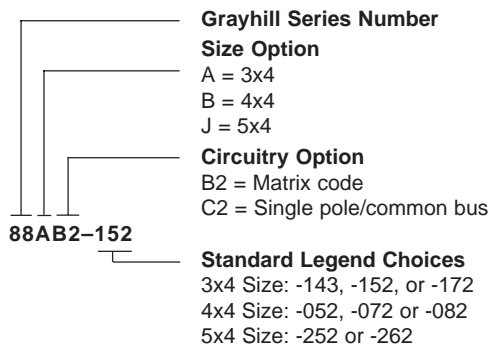 Grayhill Series Number
Size Option
A = 3x4
B = 4x4
J = 5x4
Circuitry Option
B2 = Matrix code
C2 = Single pole/common bus
88AB2–152
Standard Legend Choices
3x4 Size: -143, -152, or -172
4x4 Size: -052, -072 or -082
5x4 Size: -252 or -262